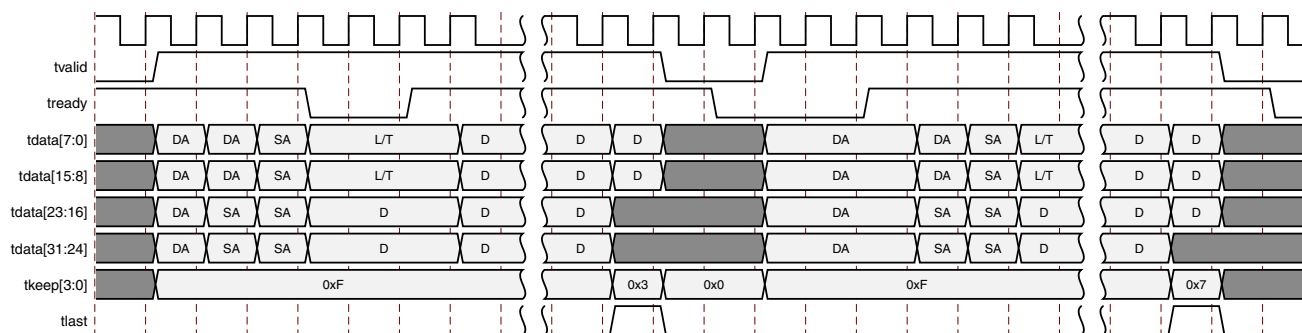 tvalid
tready
tdata[7:0] DA DA SA L/T D D D DA DA SA L/T D D
tdata[15:8] DA DA SA L/T D D D DA DA SA L/T D D
tdata[23:16] DA SA SA D D D DA SA SA D D D
tdata[31:24] DA SA SA D D D DA SA SA D D
tkeep[3:0] 0xF 0x3 0x0 0xF 0x7
tlast